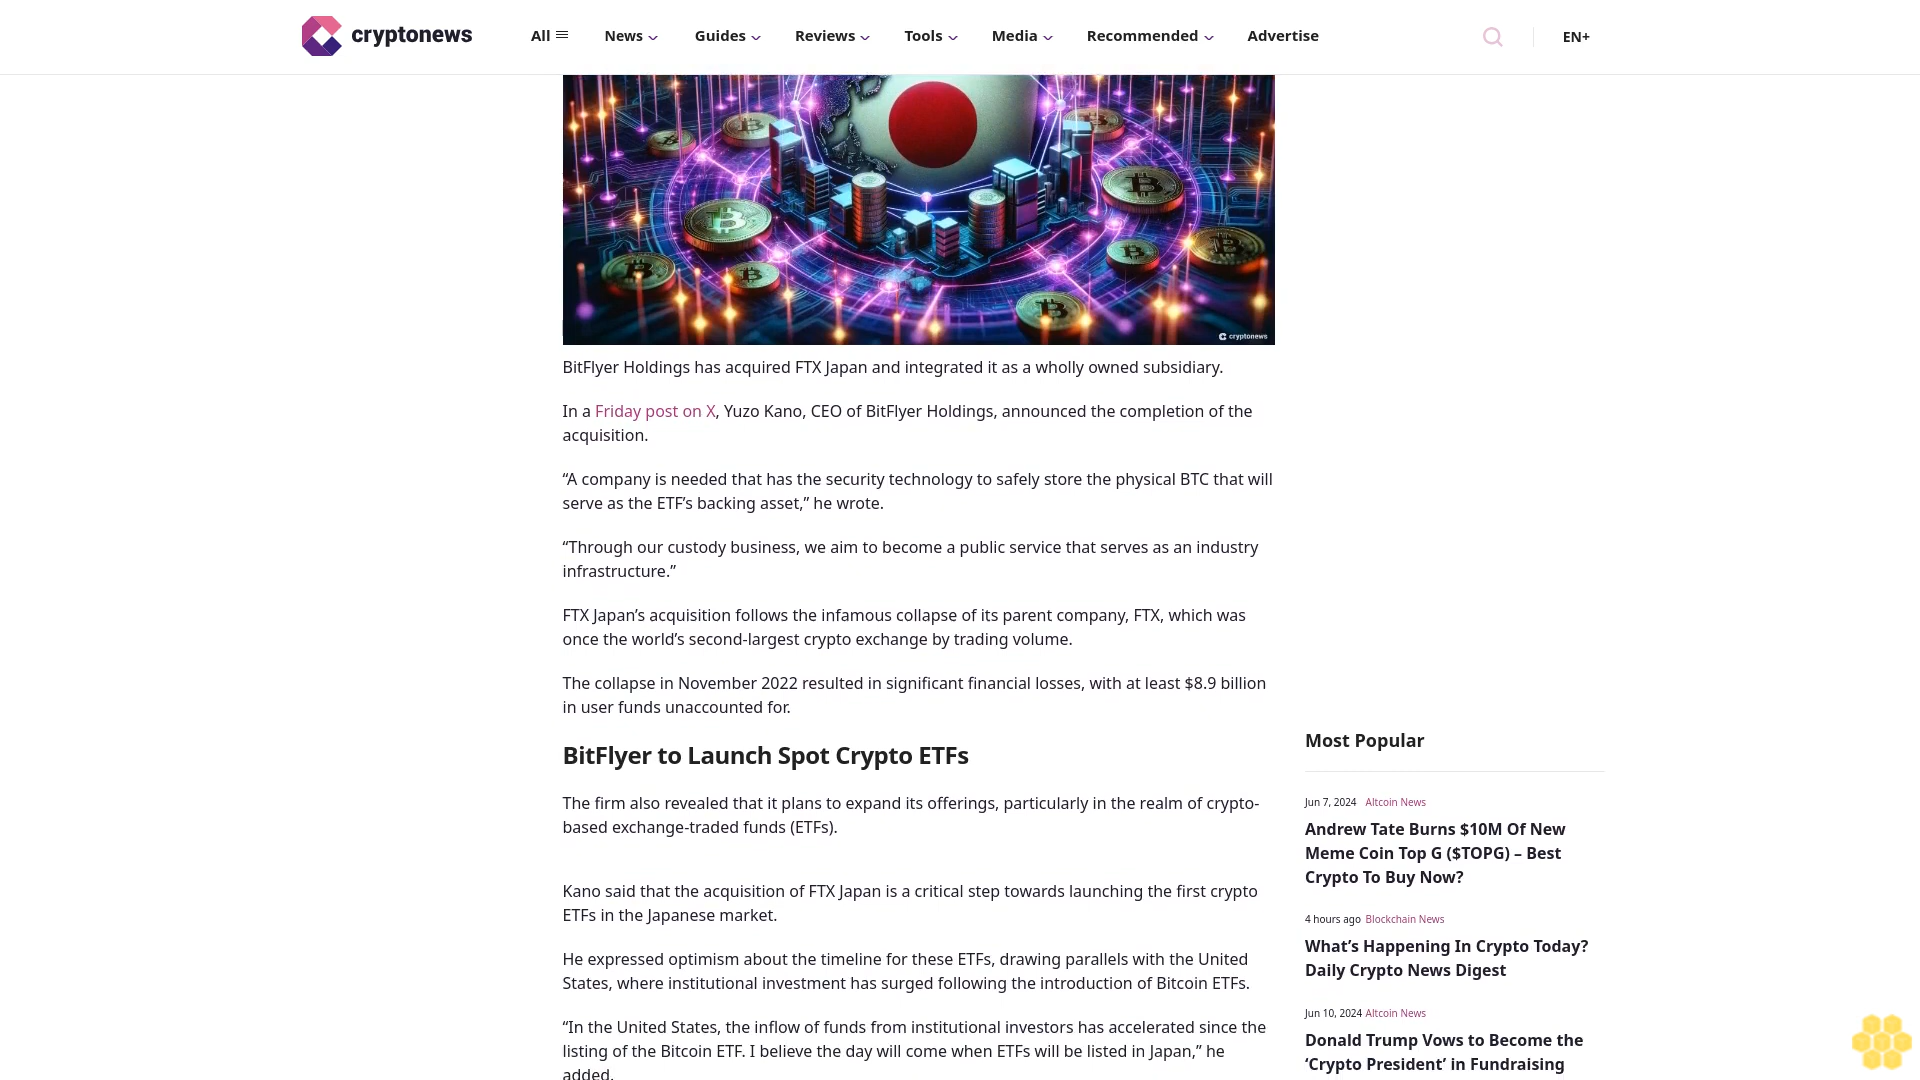 cryptonews
All
News
Guides
Reviews
Tools
Media
Recommended
Advertise
EN+
cryptonews
BitFlyer Holdings has acquired FTX Japan and integrated it as a wholly owned subsidiary.
In a Friday post on X, Yuzo Kano, CEO of BitFlyer Holdings, announced the completion of the
acquisition.
“A company is needed that has the security technology to safely store the physical BTC that will
serve as the ETF’s backing asset,” he wrote.
“Through our custody business, we aim to become a public service that serves as an industry
infrastructure.”
FTX Japan’s acquisition follows the infamous collapse of its parent company, FTX, which was
once the world’s second-largest crypto exchange by trading volume.
The collapse in November 2022 resulted in significant financial losses, with at least $8.9 billion
in user funds unaccounted for.
BitFlyer to Launch Spot Crypto ETFs
The firm also revealed that it plans to expand its offerings, particularly in the realm of crypto-
based exchange-traded funds (ETFs).
Kano said that the acquisition of FTX Japan is a critical step towards launching the first crypto
ETFs in the Japanese market.
He expressed optimism about the timeline for these ETFs, drawing parallels with the United
States, where institutional investment has surged following the introduction of Bitcoin ETFs.
“In the United States, the inflow of funds from institutional investors has accelerated since the
listing of the Bitcoin ETF. I believe the day will come when ETFs will be listed in Japan,” he
added.
Most Popular
Jun 7, 2024 Altcoin News
Andrew Tate Burns $10M Of New
Meme Coin Top G ($TOPG) – Best
Crypto To Buy Now?
4 hours ago Blockchain News
What’s Happening In Crypto Today?
Daily Crypto News Digest
Jun 10, 2024 Altcoin News
Donald Trump Vows to Become the
‘Crypto President’ in Fundraising